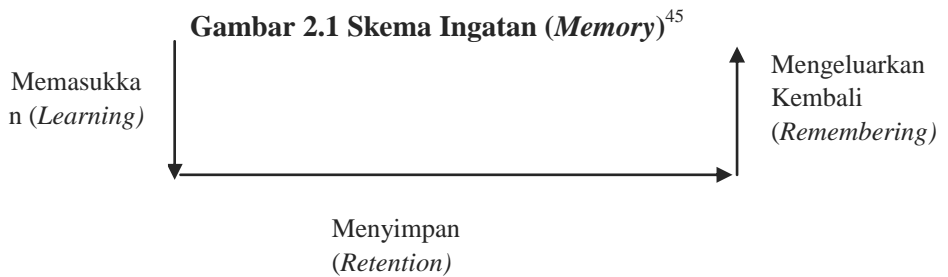 Gambar 2.1 Skema Ingatan (Memory)45
Memasukka
n (Learning)
Mengeluarkan
Kembali
(Remembering)
Menyimpan
(Retention)